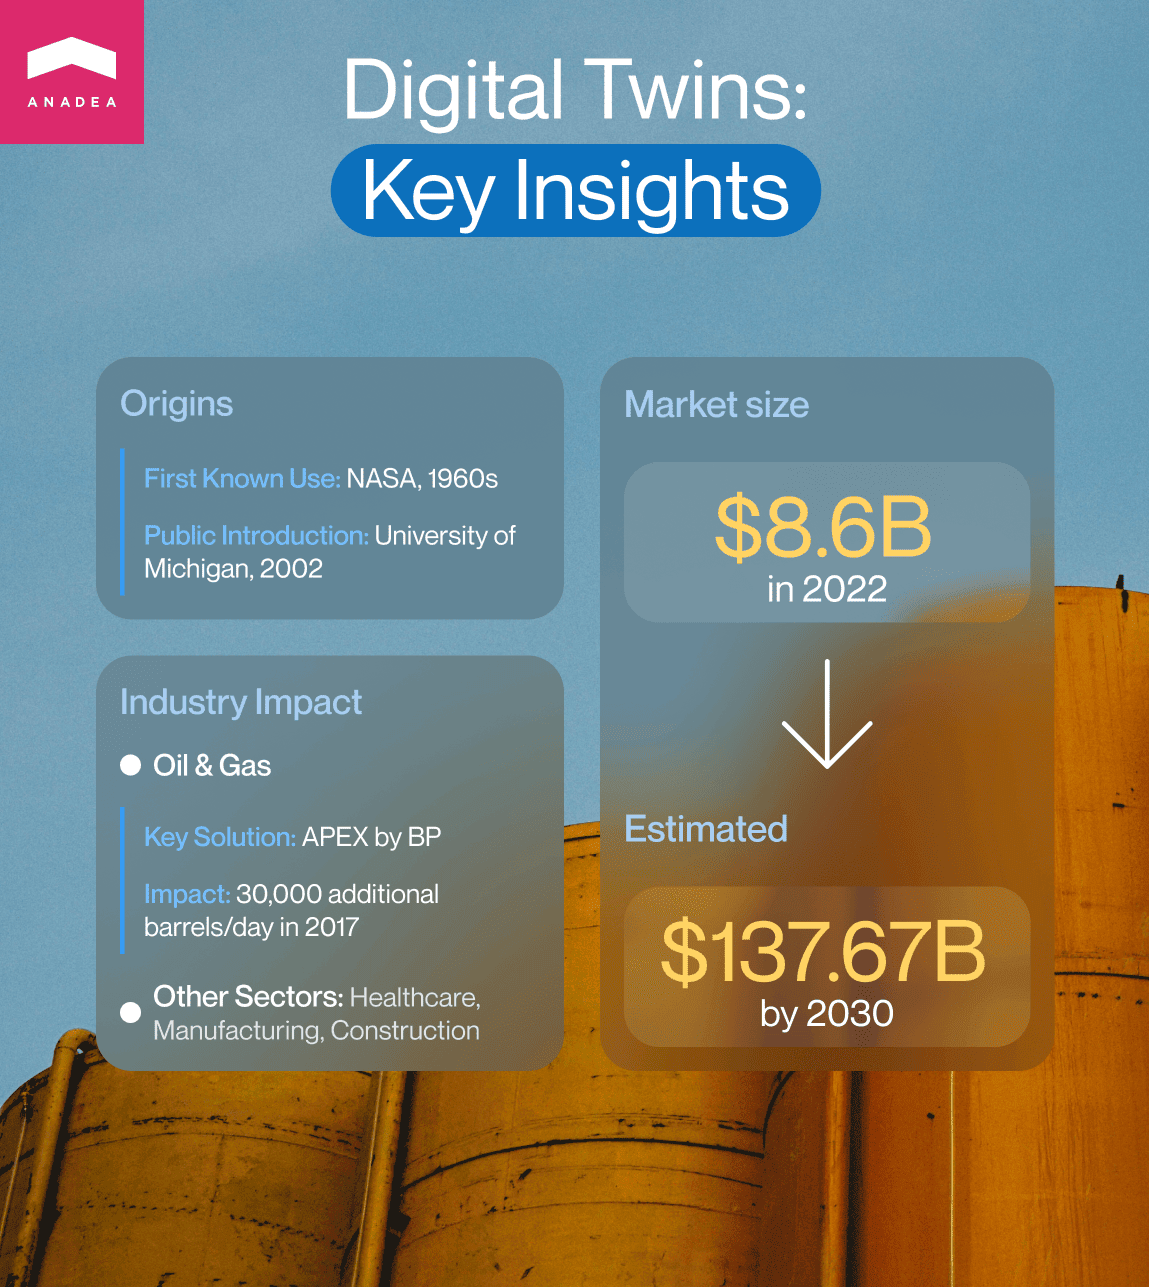 ANADEA
Digital Twins:
Key Insights
Origins
First Known Use: NASA, 1960s
Public Introduction: University of
Michigan, 2002
Industry Impact
Oil & Gas
Key Solution: APEX by BP
Impact: 30,000 additional
barrels/day in 2017
Other Sectors: Healthcare,
Manufacturing, Construction
Market size
$8.6B
in 2022
Estimated
$137.67B
by 2030